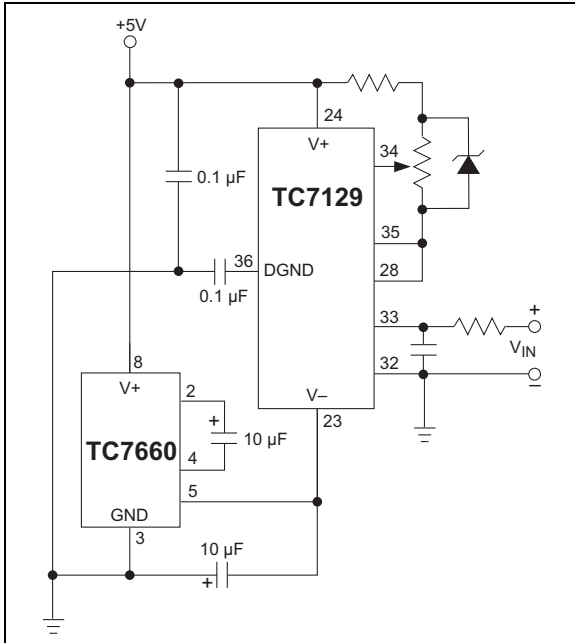 +5V
24
V+
34
0.1 µF
TC7129
35
36
DGND
28
0.1 µF
33
+
VIN
8
32
–
V+
2
V–
23
+
10 µF
TC7660
4
5
GND
3
10 µF
+